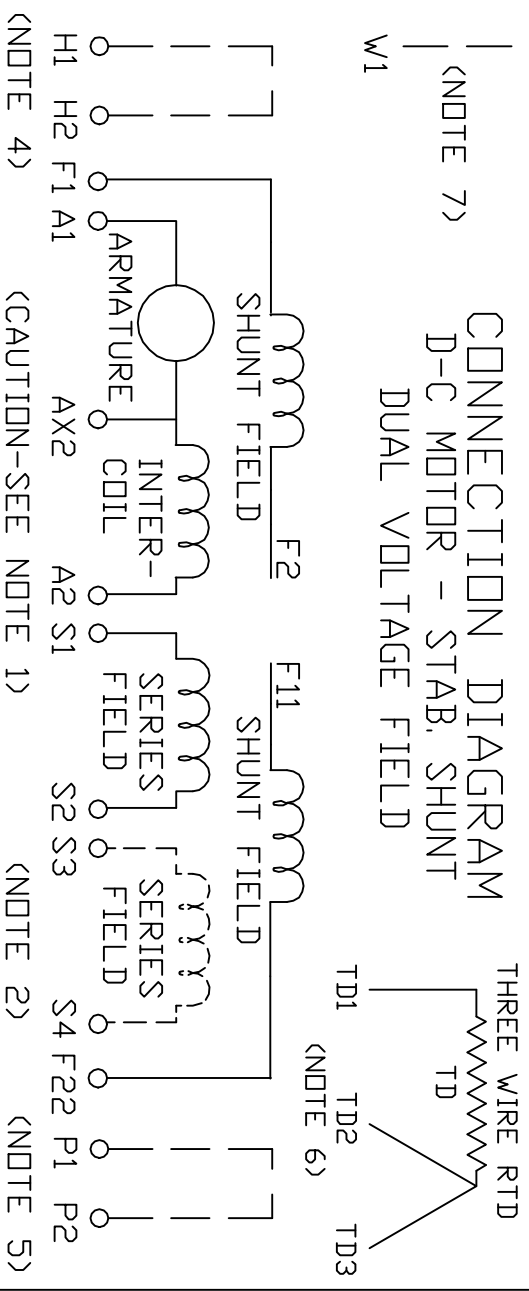 CONNECTION DIAGRAM
D-C MOTOR - STAB. SHUNT
DUAL VOLTAGE FIELD
W1
(NOTE 7)
THREE WIRE RTD
TD
TD1
TD2
TD3
(NOTE 6)
F2
F11
SHUNT FIELD
SHUNT FIELD
ARMATURE
INTER-
COIL
SERIES
FIELD
SERIES
FIELD
H1 H2 F1 A1 AX2 A2 S1 S2 S3 S4 F22 P1 P2
(NOTE 4) (CAUTION-SEE NOTE 1) (NOTE 2) (NOTE 5)